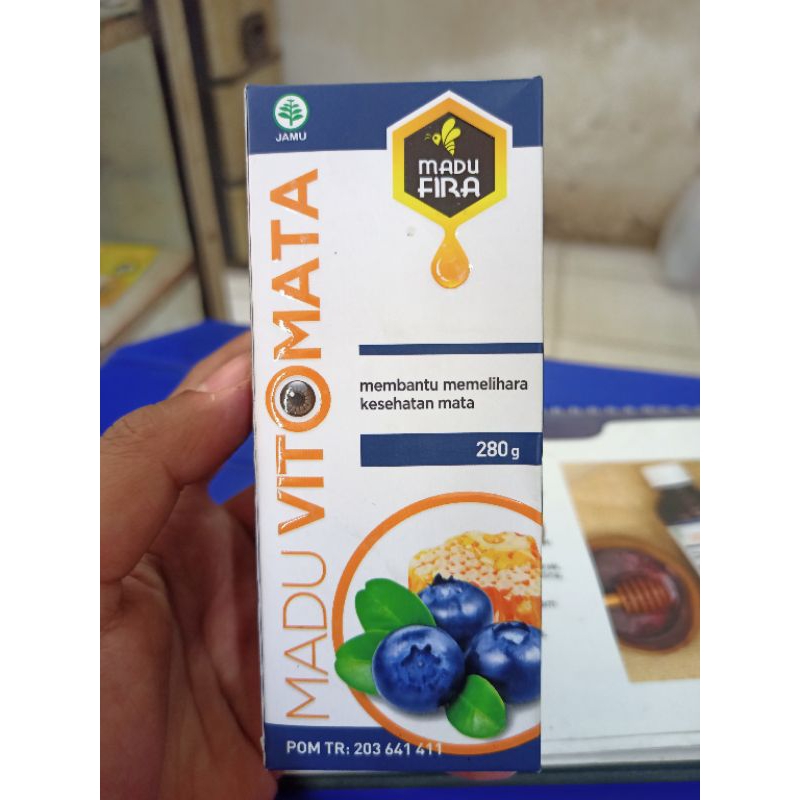 JAMU
MADU
FIRA
MADU VITOMATA
membantu memelihara
kesehatan mata
280 g
POM TR: 203 641 411